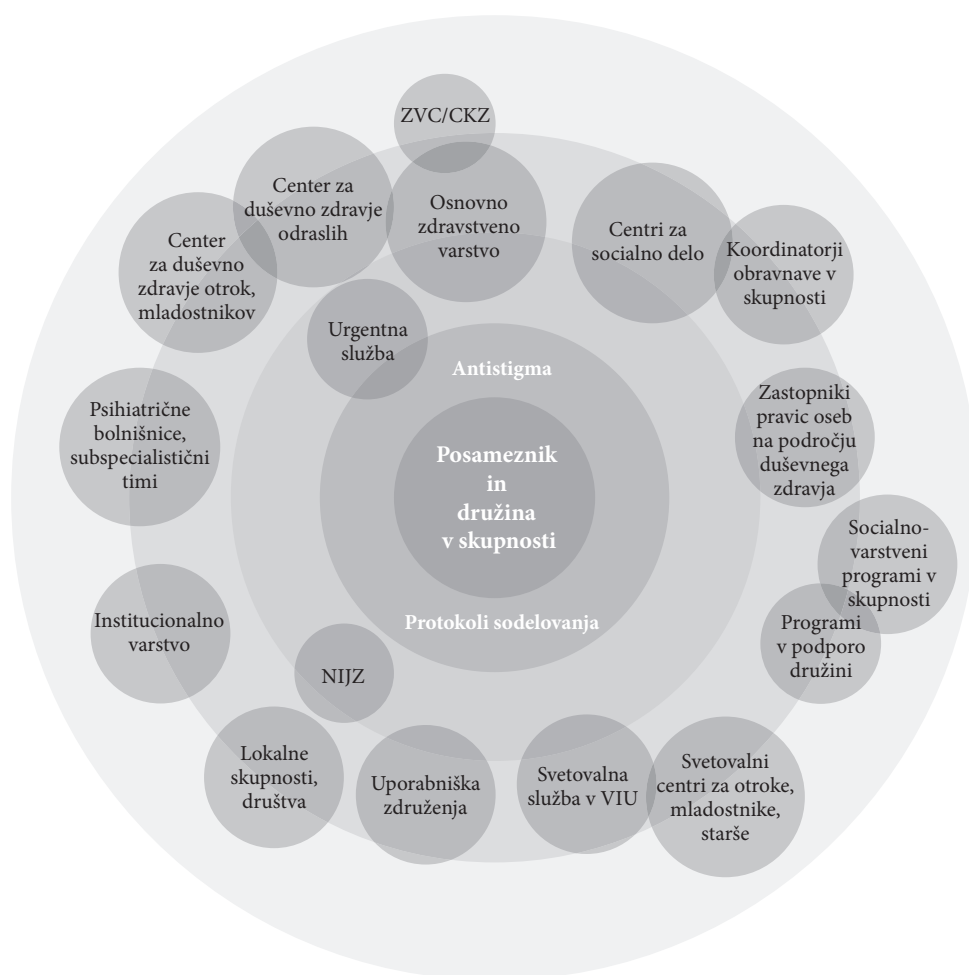 ZVC/CKZ
Center za
duševno zdravje
odraslih
Osnovno
zdravstveno
varstvo
Centri za
socialno delo
Koordinatorji
obravnave v
skupnosti
Center
za duševno
zdravje otrok,
mladostnikov
Urgentna
služba
Antistigma
Zastopniki
pravic oseb
na področju
duševnega
zdravja
Psihiatrične
bolnišnice,
subspecialistični
timi
Posameznik
in
družina
v skupnosti
Socialno-
varstveni
programi v
skupnosti
Institucionalno
varstvo
Protokoli sodelovanja
Programi
v podporo
družini
NIJZ
Lokalne
skupnosti,
društva
Uporabniška
združenja
Svetovalna
služba v VIU
Svetovalni
centri za otroke,
mladostnike,
starše